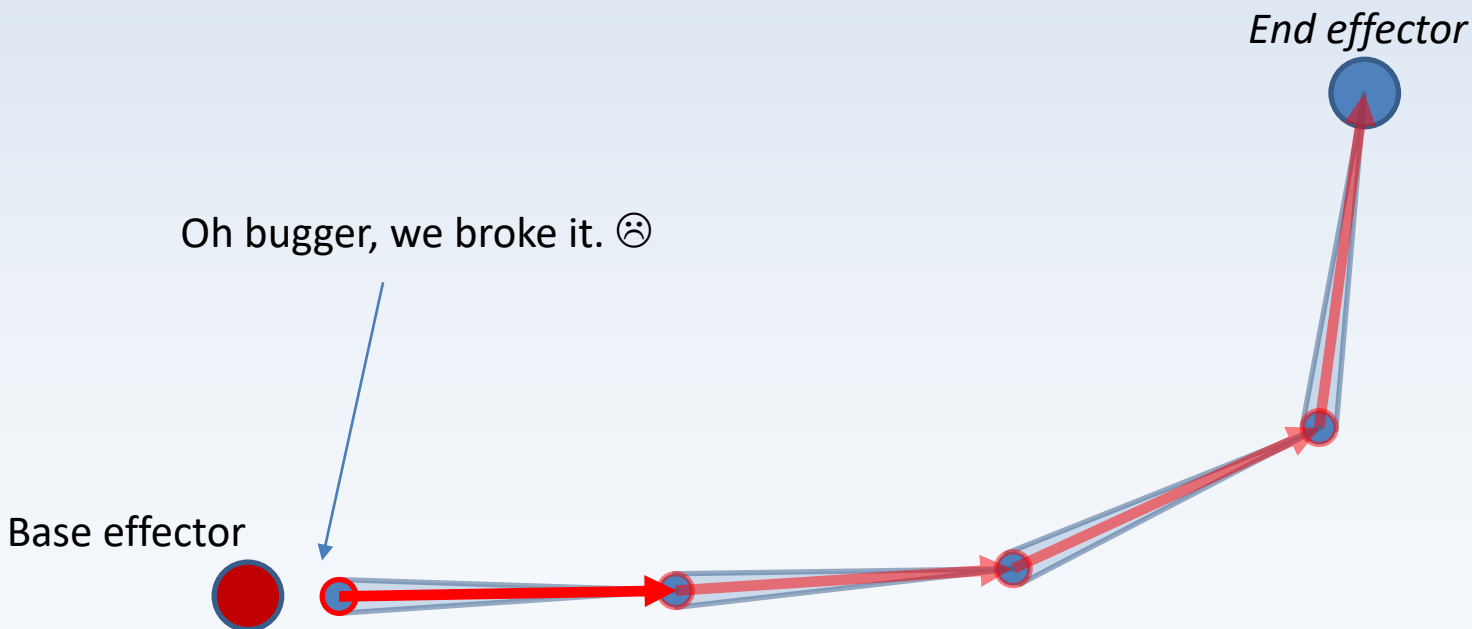 End effector
Oh bugger, we broke it. ☹
Base effector